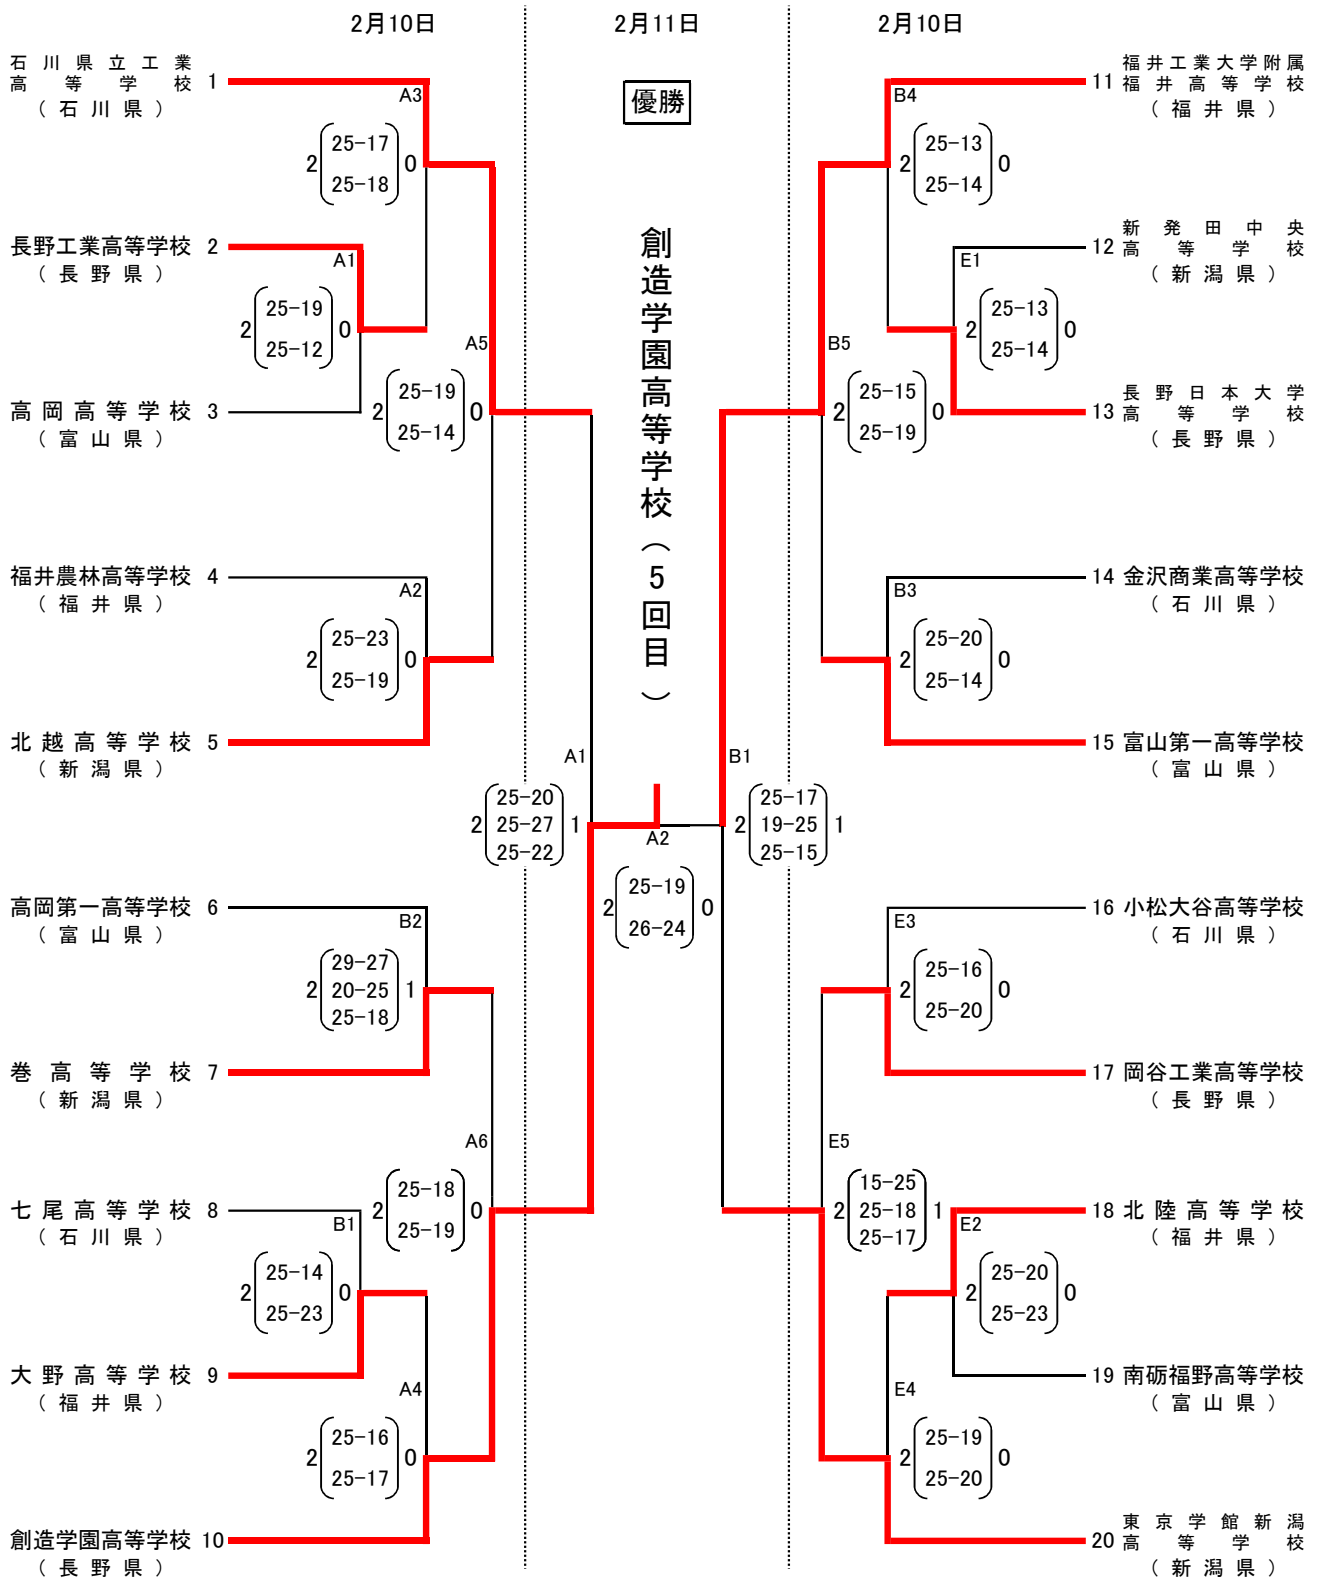 2月10日
2月11日
2月10日
優勝
創造学園高等学校（5回目）
石川県立工業
高等学校 1
（石川県）
A3
2 25-17 0
25-18
長野工業高等学校 2
（長野県）
A1
2 25-19 0
25-12
高岡高等学校 3
（富山県）
A5
2 25-19 0
25-14
福井農林高等学校 4
（福井県）
A2
2 25-23 0
25-19
北越高等学校 5
（新潟県）
A1
2 25-20 1
25-27
25-22
高岡第一高等学校 6
（富山県）
B2
2 29-27 1
20-25
25-18
巻高等学校 7
（新潟県）
A6
2 25-18 0
25-19
七尾高等学校 8
（石川県）
B1
2 25-14 0
25-23
大野高等学校 9
（福井県）
A4
2 25-16 0
25-17
創造学園高等学校 10
（長野県）
A2
2 25-19 0
26-24
11 福井工業大学附属
福井高等学校
（福井県）
B4
2 25-13 0
25-14
12 新発田中央
高等学校
（新潟県）
E1
2 25-13 0
25-14
13 長野日本大学
高等学校
（長野県）
B5
2 25-15 0
25-19
14 金沢商業高等学校
（石川県）
B3
2 25-20 0
25-14
15 富山第一高等学校
（富山県）
B1
2 25-17 1
19-25
25-15
16 小松大谷高等学校
（石川県）
E3
2 25-16 0
25-20
17 岡谷工業高等学校
（長野県）
E5
2 15-25 1
25-18
25-17
18 北陸高等学校
（福井県）
E2
2 25-20 0
25-23
19 南砺福野高等学校
（富山県）
E4
2 25-19 0
25-20
20 東京学館新潟
高等学校
（新潟県）